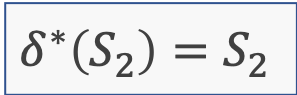 δ*(S₂) = S₂